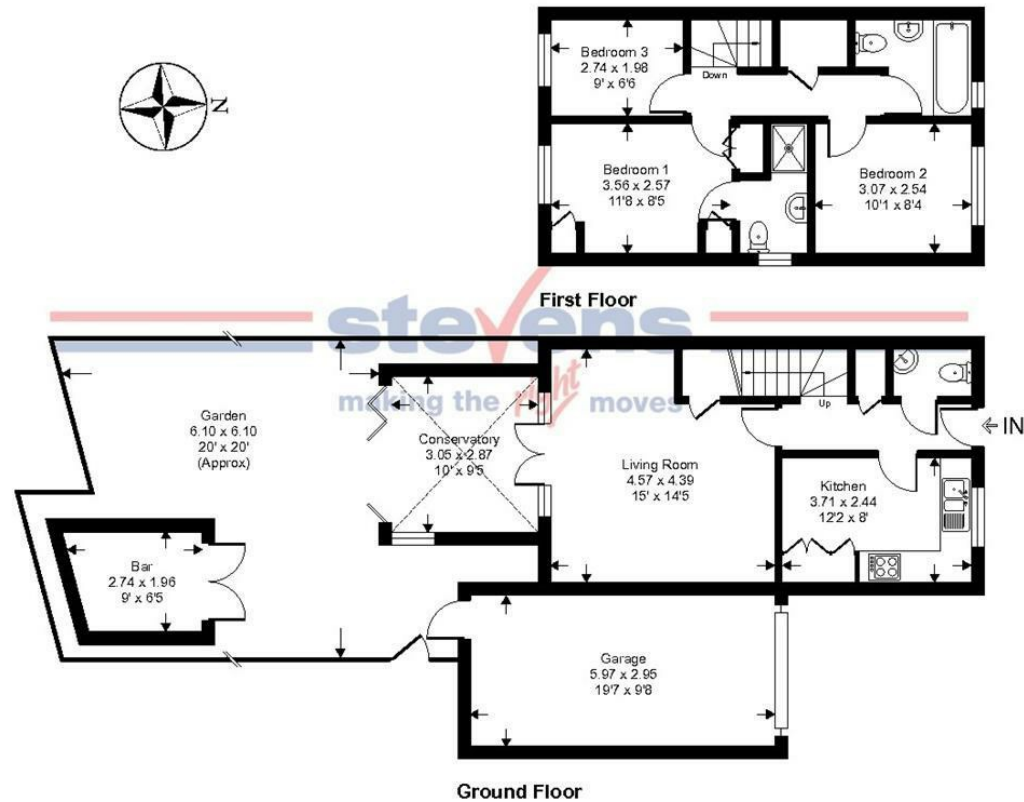 Bedroom 3
2.74 x 1.98
9' x 6'6
Down
Bedroom 1
3.56 x 2.57
11'8 x 8'5
Bedroom 2
3.07 x 2.54
10'1 x 8'4
N
First Floor
stevens
making the right moves
Garden
6.10 x 6.10
20' x 20'
(Approx)
Conservatory
3.05 x 2.87
10' x 9'5
Living Room
4.57 x 4.39
15' x 14'5
Up
IN
Kitchen
3.71 x 2.44
12'2 x 8'
Bar
2.74 x 1.96
9' x 6'5
Garage
5.97 x 2.95
19'7 x 9'8
Ground Floor